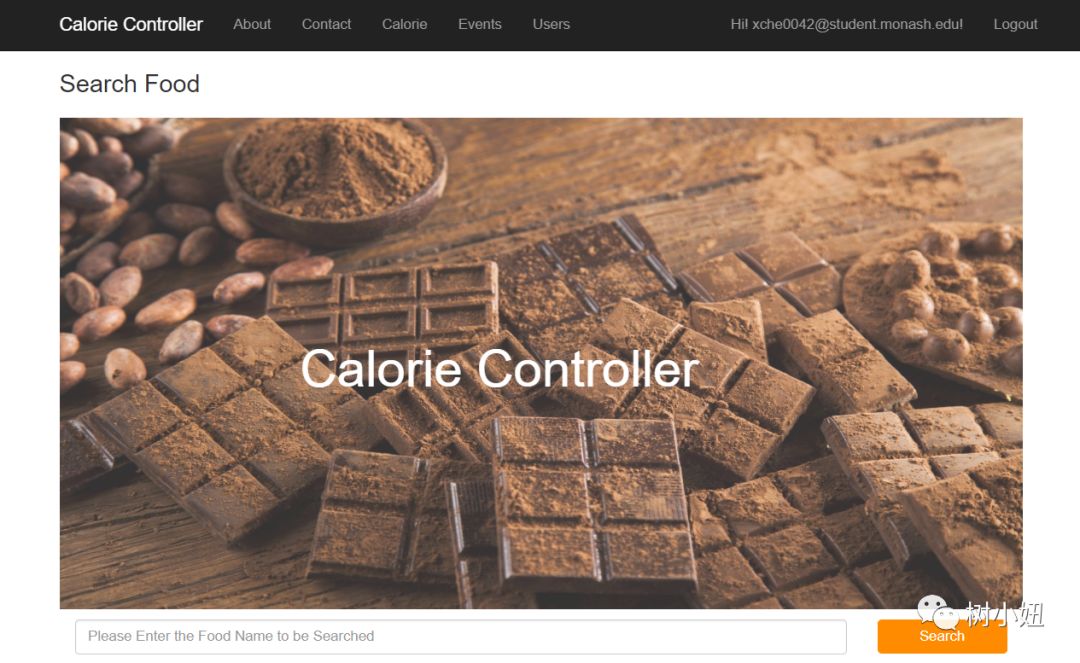 Calorie Controller About Contact Calorie Events Users Hi! xche0042@student.monash.edu! Logout
Search Food
Calorie Controller
树小妞
Please Enter the Food Name to be Searched Search